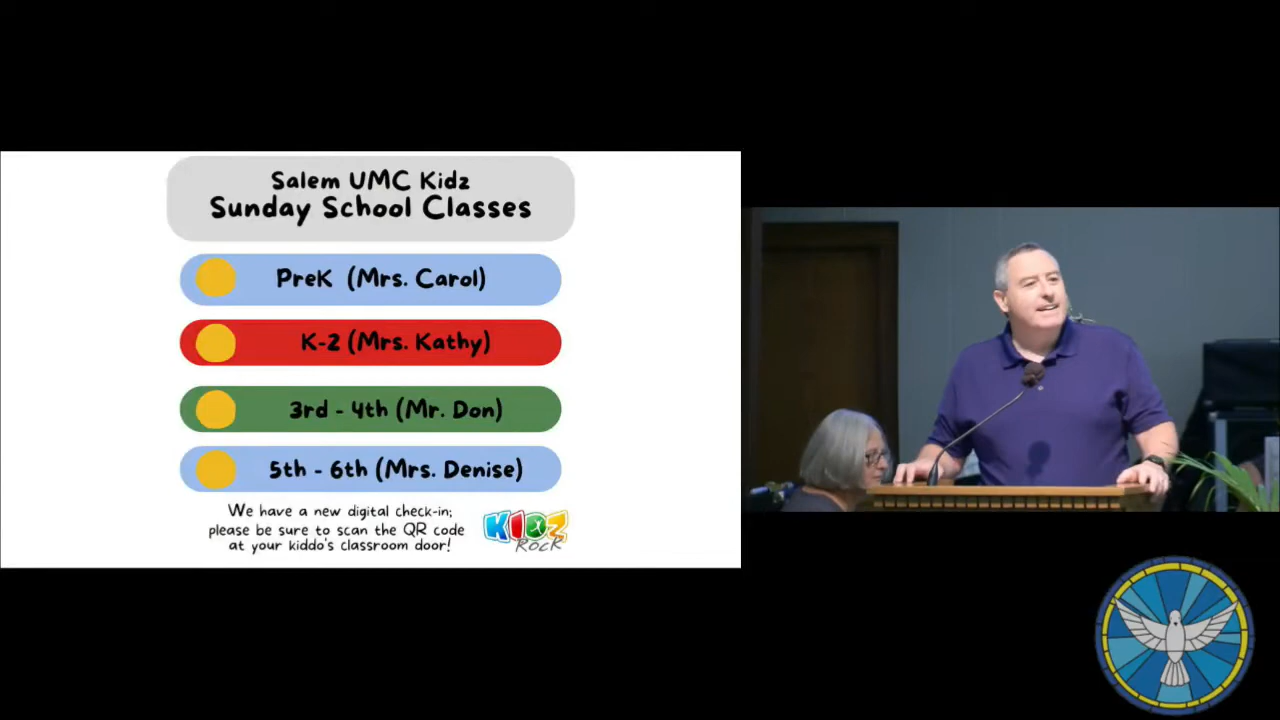 Salem UMC Kidz
Sunday School Classes
PreK (Mrs. Carol)
K-2 (Mrs. Kathy)
3rd - 4th (Mr. Don)
5th - 6th (Mrs. Denise)
We have a new digital check-in;
please be sure to scan the QR code
at your kiddo's classroom door!
KIDZ
ROCK